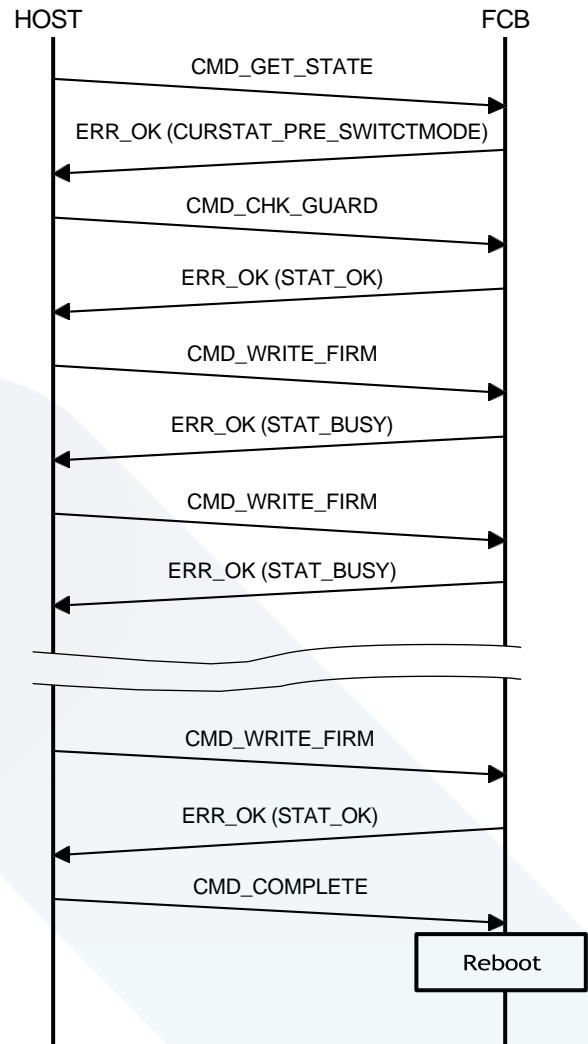 HOST FCB
CMD_GET_STATE
ERR_OK (CURSTAT_PRE_SWITCTMODE)
CMD_CHK_GUARD
ERR_OK (STAT_OK)
CMD_WRITE_FIRM
ERR_OK (STAT_BUSY)
CMD_WRITE_FIRM
ERR_OK (STAT_BUSY)
CMD_WRITE_FIRM
ERR_OK (STAT_OK)
CMD_COMPLETE
Reboot